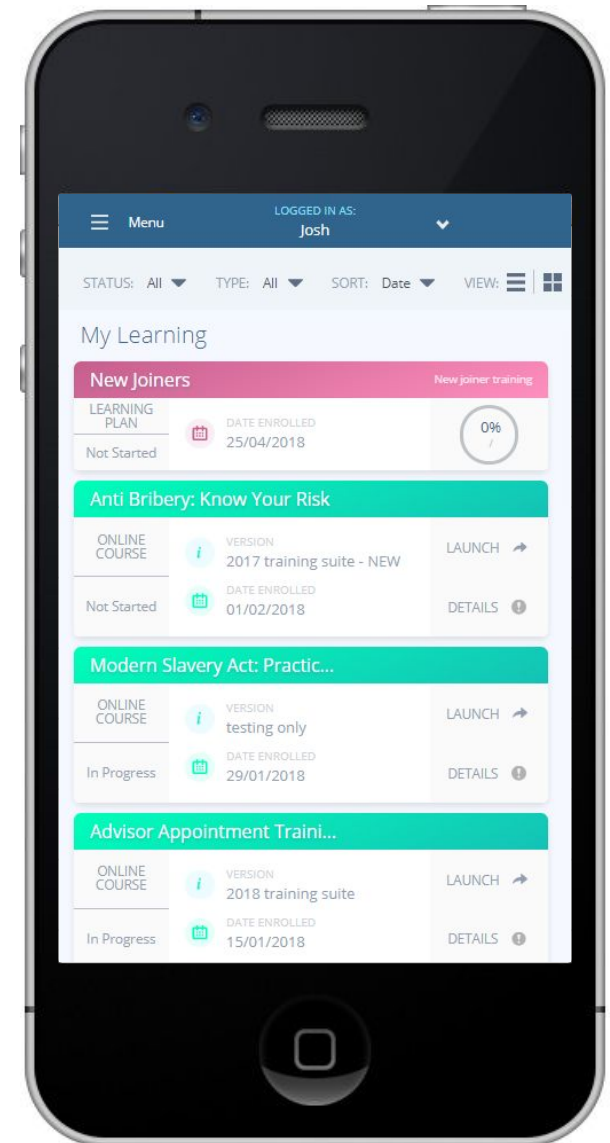 Menu
LOGGED IN AS:
Josh
STATUS: All TYPE: All SORT: Date VIEW:
My Learning
New Joiners New joiner training
LEARNING
PLAN
Not Started
DATE ENROLLED
25/04/2018
0%
/
Anti Bribery: Know Your Risk
ONLINE
COURSE
Not Started
i
VERSION
2017 training suite - NEW
DATE ENROLLED
01/02/2018
LAUNCH
DETAILS
Modern Slavery Act: Practic...
ONLINE
COURSE
In Progress
i
VERSION
testing only
DATE ENROLLED
29/01/2018
LAUNCH
DETAILS
Advisor Appointment Traini...
ONLINE
COURSE
In Progress
i
VERSION
2018 training suite
DATE ENROLLED
15/01/2018
LAUNCH
DETAILS